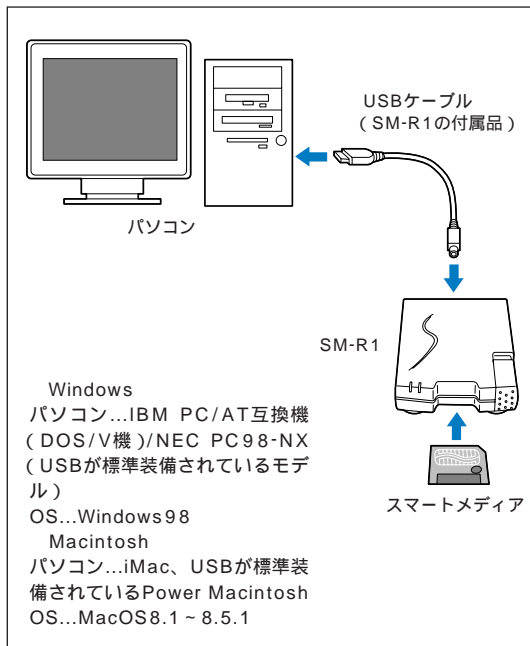 USBケーブル
(SM-R1の付属品)
パソコン
SM-R1
スマートメディア
Windows
パソコン...IBM PC/AT互換機
(DOS/V機)/NEC PC98-NX
(USBが標準装備されているモデ
ル)
OS...Windows98
Macintosh
パソコン...iMac、USBが標準装
備されているPower Macintosh
OS...MacOS8.1~8.5.1